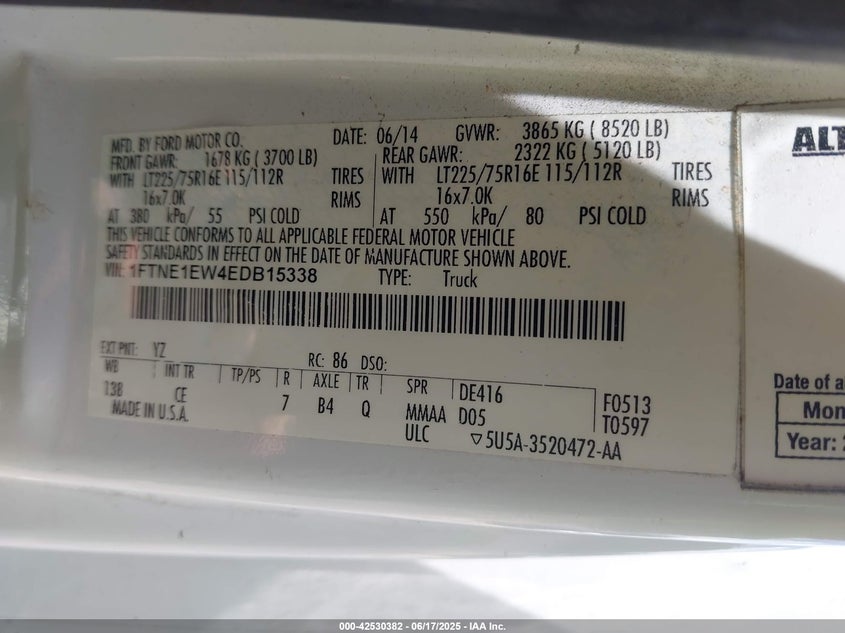 MFD. BY FORD MOTOR CO. DATE: 06/14 GVWR: 3865 KG ( 8520 LB)
FRONT GAWR: 1678 KG ( 3700 LB) REAR GAWR: 2322 KG ( 5120 LB)
WITH LT225/75R16E 115/112R TIRES WITH LT225/75R16E 115/112R TIRES
16x7.0K RIMS 16x7.0K RIMS
AT 380 kPa/ 55 PSI COLD AT 550 kPa/ 80 PSI COLD
THIS VEHICLE CONFORMS TO ALL APPLICABLE FEDERAL MOTOR VEHICLE
SAFETY STANDARDS IN EFFECT ON THE DATE OF MANUFACTURE SHOWN ABOVE.
VIN: 1FTNE1EW4EDB15338 TYPE: Truck
EXT PNT: YZ RC: 86 DSO:
WB INT TR TP/PS R AXLE TR SPR DE416 F0513
138 CE 7 B4 Q MMAA D05 T0597
MADE IN U.S.A. ULC ▽5U5A-3520472-AA
ALT
Date of a
Mon
Year: 2
000-42530382 - 06/17/2025 - IAA Inc.